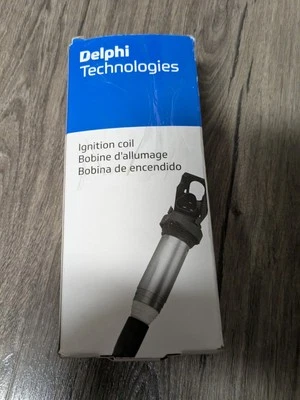 Delphi
Technologies
Ignition coil
Bobine d'allumage
Bobina de encendido